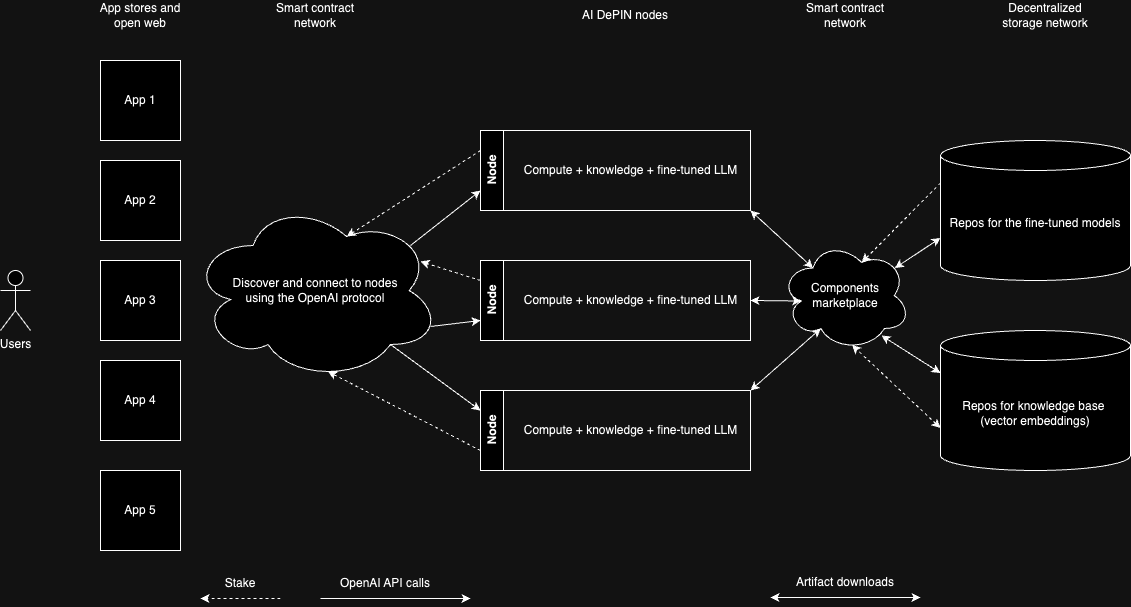 App stores and
open web
Smart contract
network
AI DePIN nodes
Smart contract
network
Decentralized
storage network
App 1
App 2
App 3
App 4
App 5
Users
Discover and connect to nodes
using the OpenAI protocol
Node
Compute + knowledge + fine-tuned LLM
Node
Compute + knowledge + fine-tuned LLM
Node
Compute + knowledge + fine-tuned LLM
Components
marketplace
Repos for the fine-tuned models
Repos for knowledge base
(vector embeddings)
Stake
OpenAI API calls
Artifact downloads